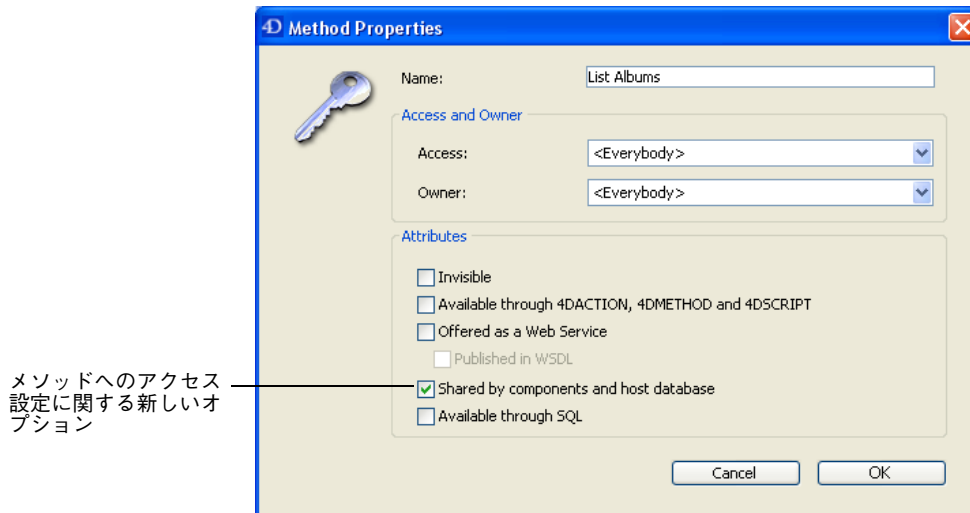 4D Method Properties
Name: List Albums
Access and Owner
Access: <Everybody>
Owner: <Everybody>
Attributes
Invisible
Available through 4DACTION, 4DMETHOD and 4DSCRIPT
Offered as a Web Service
Published in WSDL
メソッドへのアクセス
設定に関する新しいオ
プション
Shared by components and host database
Available through SQL
Cancel OK